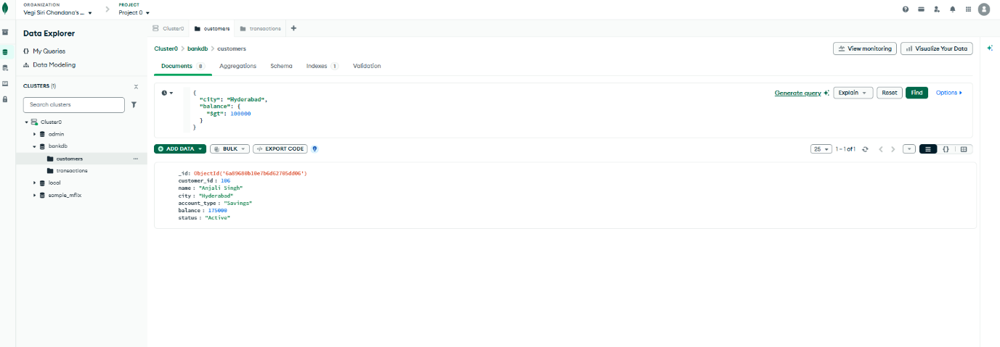 ORGANIZATION
Vegi Siri Chandana's ...
PROJECT
Project 0
Data Explorer
My Queries
Data Modeling
CLUSTERS (1)
Search clusters
Cluster0
admin
bankdb
customers
transactions
local
sample_mflix
Cluster0
customers
transactions
Cluster0 > bankdb > customers
View monitoring
Visualize Your Data
Documents 8
Aggregations
Schema
Indexes 1
Validation
{
"city": "Hyderabad",
"balance": {
"$gt": 100000
}
}
Generate query
Explain
Reset
Find
Options
ADD DATA
BULK
EXPORT CODE
25
1 – 1 of 1
_id: ObjectId('6a89680b10e7b6d62705dd06')
customer_id : 106
name : "Anjali Singh"
city : "Hyderabad"
account_type : "Savings"
balance : 175000
status : "Active"